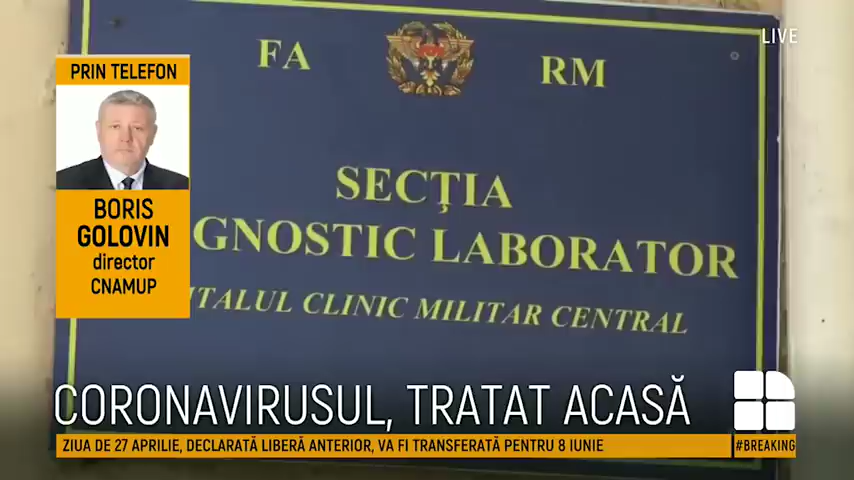 LIVE
PRIN TELEFON
BORIS
GOLOVIN
director
CNAMUP
FA RM
SECŢIA
GNOSTIC LABORATOR
ITALUL CLINIC MILITAR CENTRAL
CORONAVIRUSUL, TRATAT ACASĂ
ZIUA DE 27 APRILIE, DECLARATĂ LIBERĂ ANTERIOR, VA FI TRANSFERATĂ PENTRU 8 IUNIE
#BREAKING